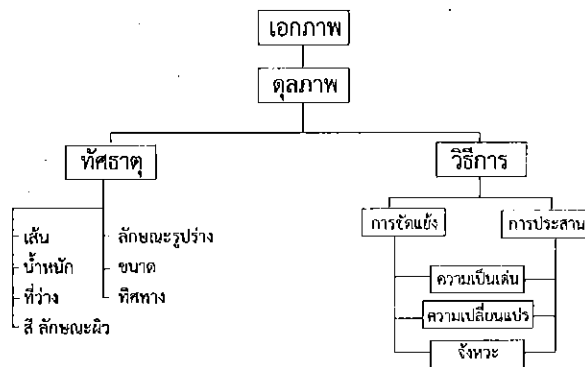 เอกภาพ
ดุลภาพ
ทัศธาตุ
วิธีการ
เส้น
น้ำหนัก
ที่ว่าง
สี ลักษณะผิว
ลักษณะรูปร่าง
ขนาด
ทิศทาง
การขัดแย้ง
การประสาน
ความเป็นเด่น
ความเปลี่ยนแปร
จังหวะ